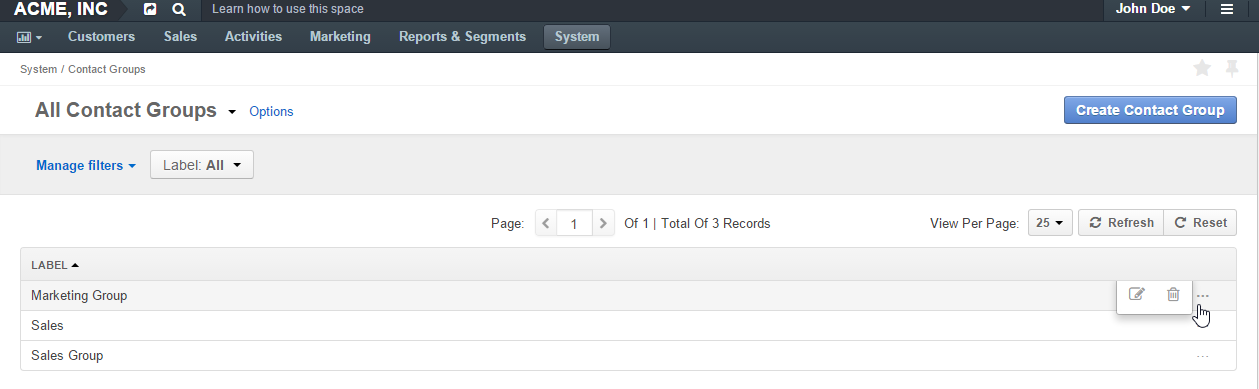 ACME, INC Learn how to use this space John Doe
Customers Sales Activities Marketing Reports & Segments System
System / Contact Groups
All Contact Groups Options Create Contact Group
Manage filters Label: All
Page: 1 Of 1 | Total Of 3 Records View Per Page: 25 Refresh Reset
LABEL
Marketing Group ...
Sales
Sales Group ...